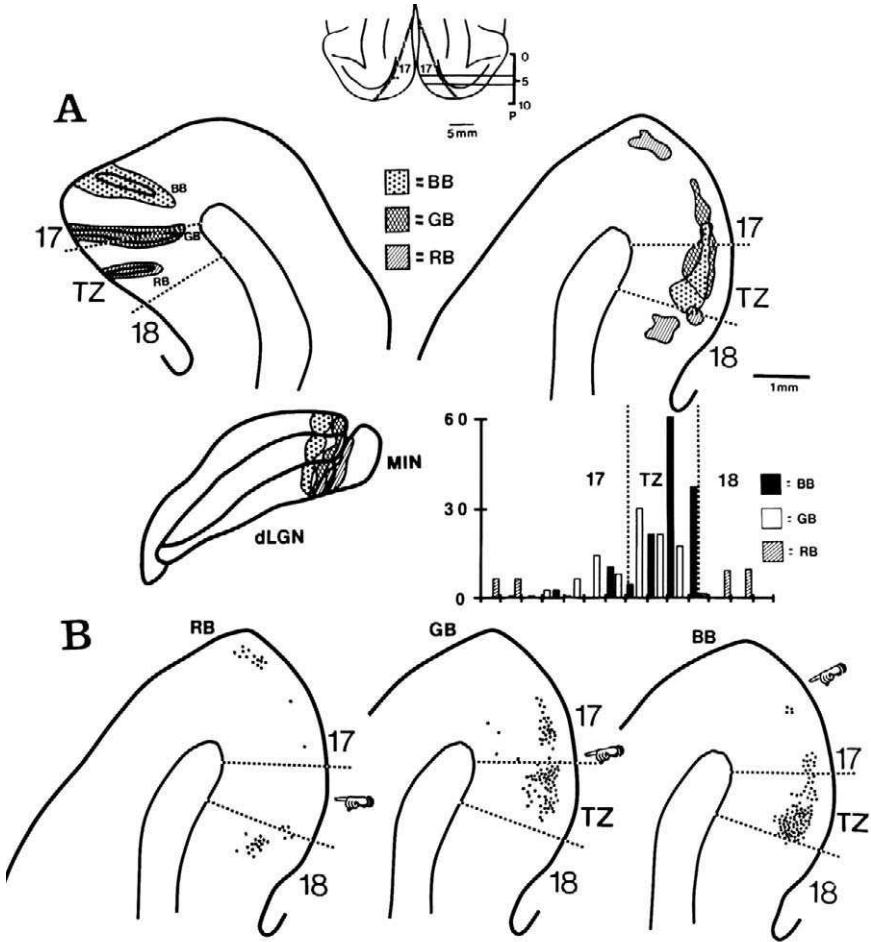 17 17
0
5
10
P
5mm
A
BB
GB
RB
17
TZ
18
= BB
= GB
= RB
17
TZ
18
1mm
MIN
dLGN
60
30
0
17 TZ 18
= BB
= GB
= RB
B
RB
17
18
GB
17
TZ
18
BB
17
TZ
18